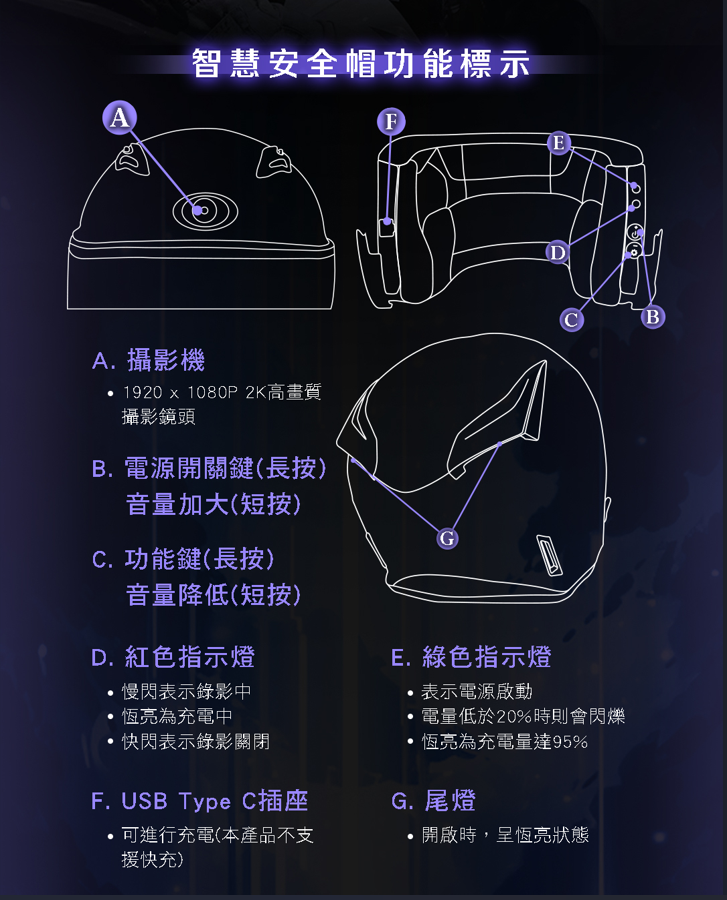 智慧安全帽功能標示
A
F
E
D
C
B
A. 攝影機
• 1920 x 1080P 2K高畫質
攝影鏡頭
B. 電源開關鍵(長按)
音量加大(短按)
G
C. 功能鍵(長按)
音量降低(短按)
D. 紅色指示燈
• 慢閃表示錄影中
• 恆亮為充電中
• 快閃表示錄影關閉
E. 綠色指示燈
• 表示電源啟動
• 電量低於20%時則會閃爍
• 恆亮為充電量達95%
F. USB Type C插座
• 可進行充電(本產品不支
援快充)
G. 尾燈
• 開啟時，呈恆亮狀態